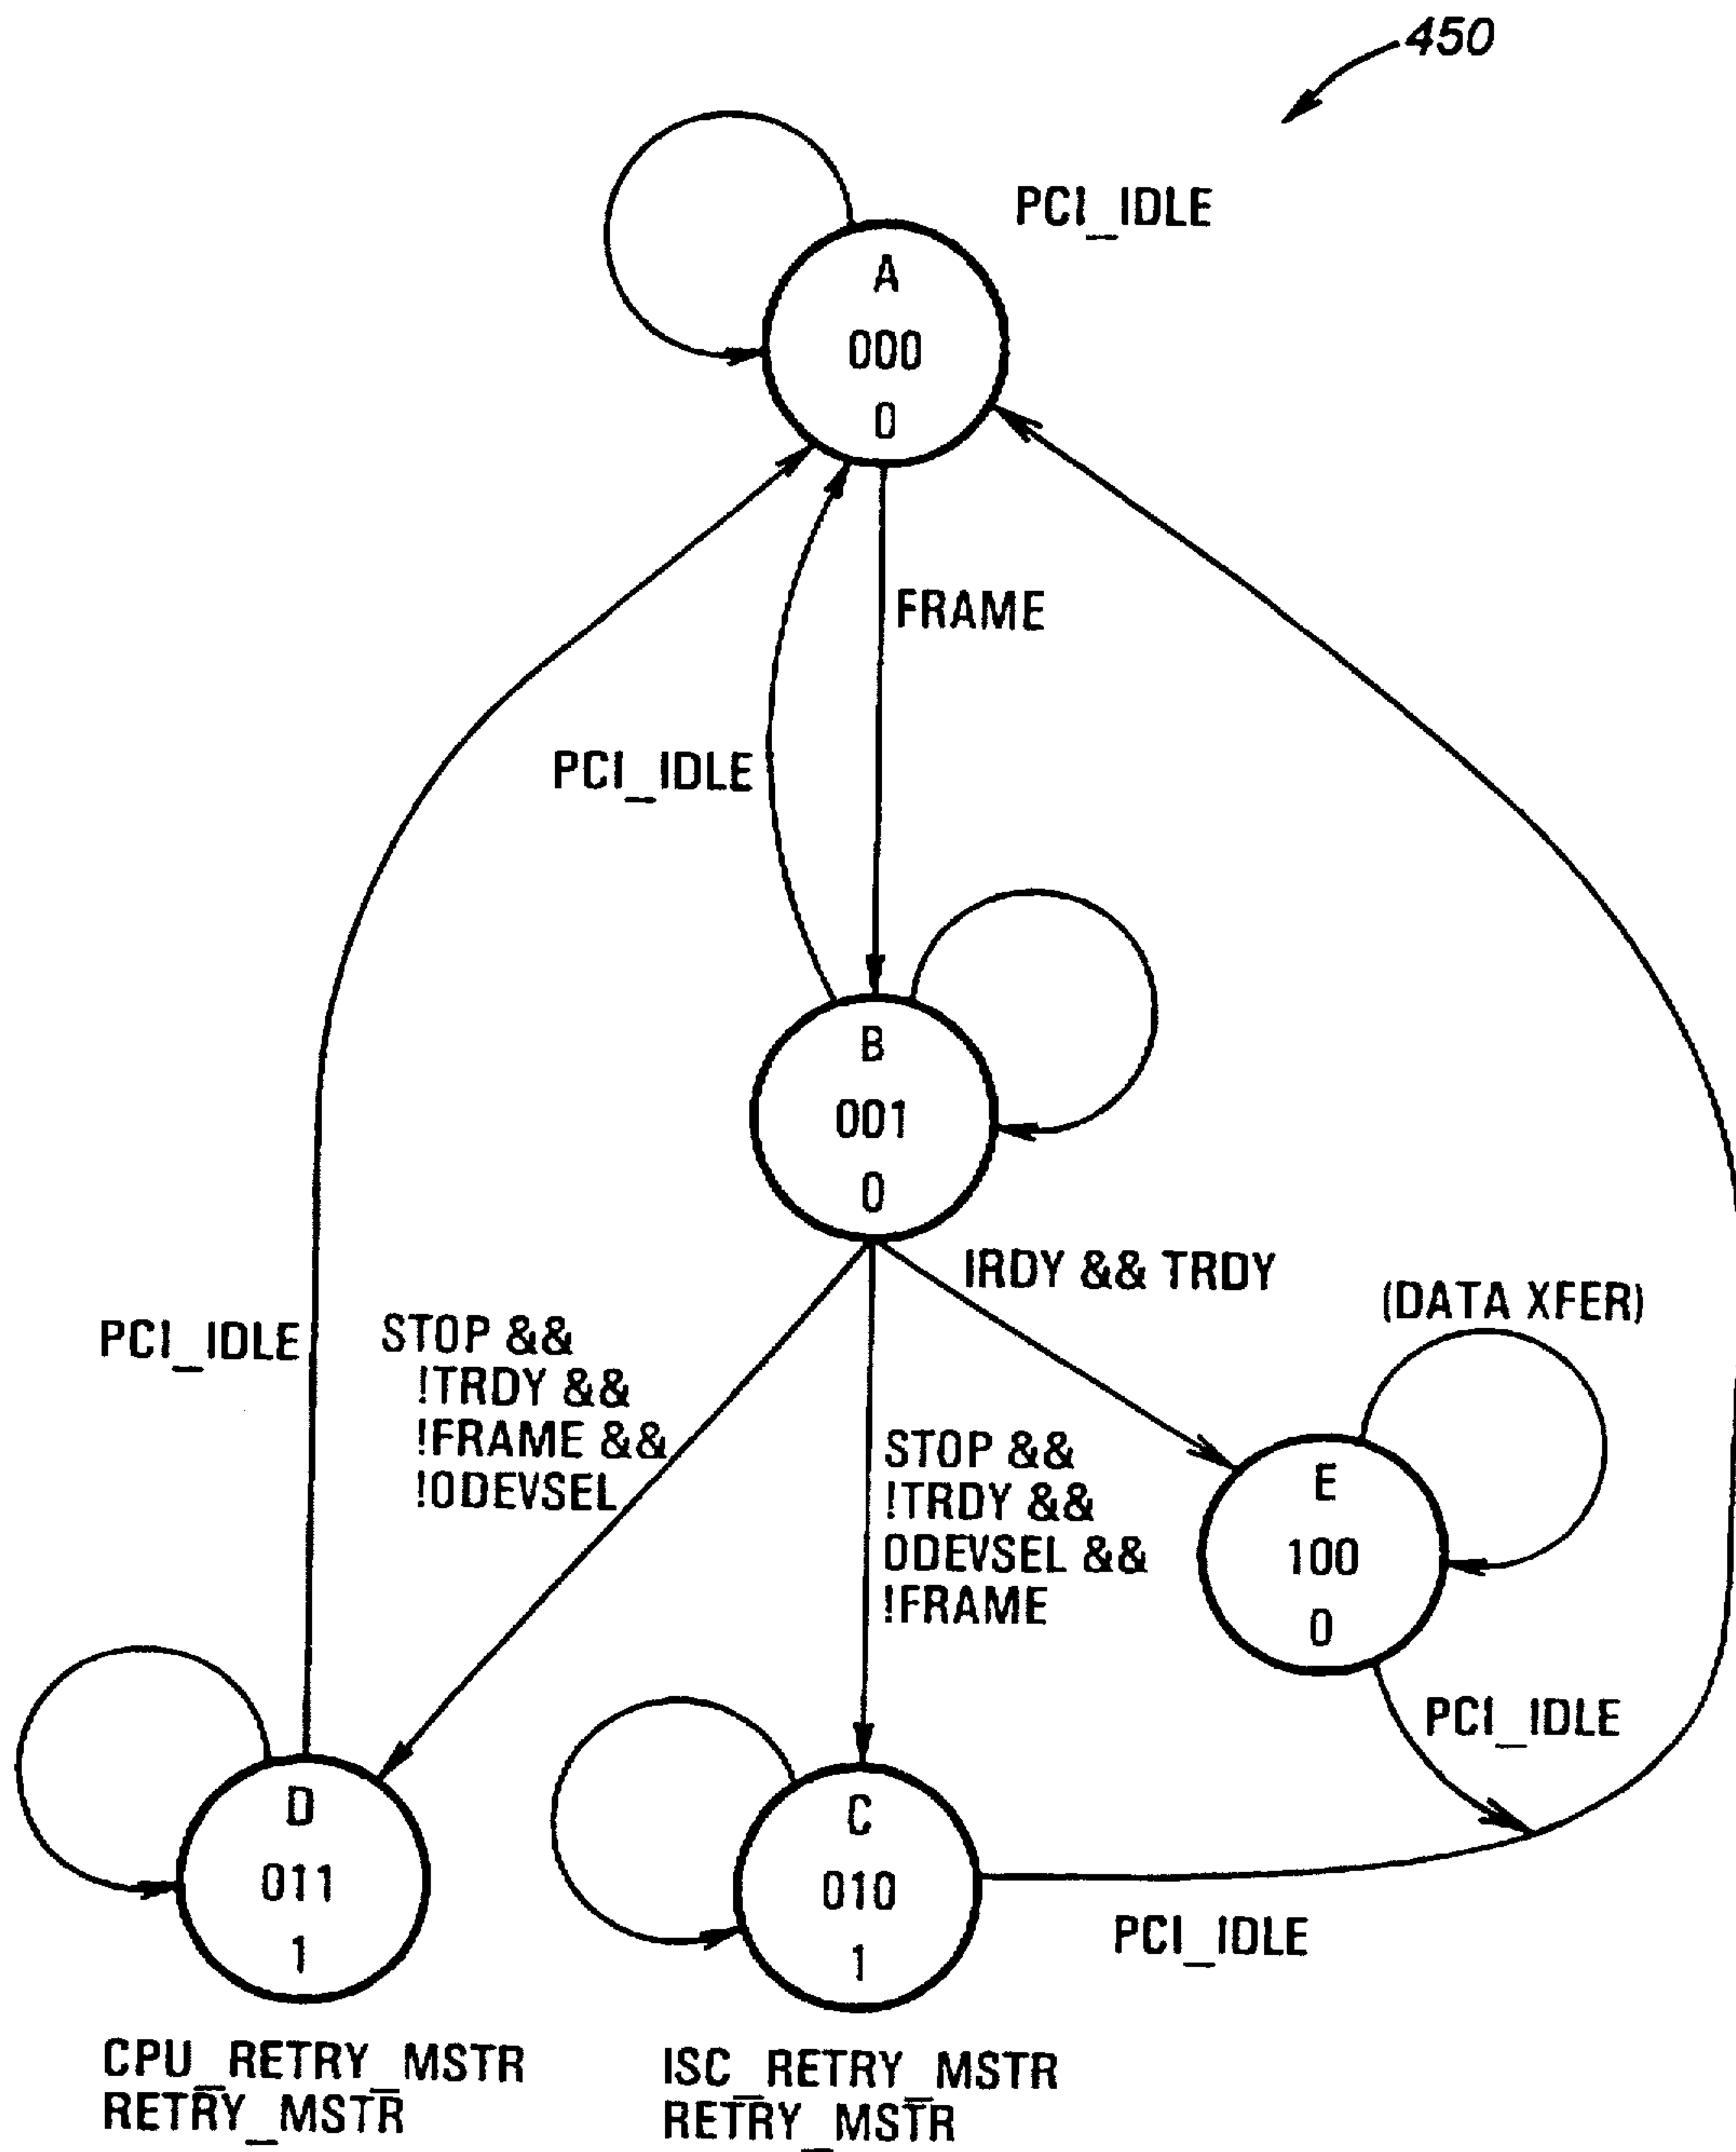 450
PCI_IDLE
A
000
0
FRAME
PCI_IDLE
B
001
0
IRDY && TRDY
(DATA XFER)
PCI_IDLE
STOP &&
!TRDY &&
!FRAME &&
!ODEVSEL
STOP &&
!TRDY &&
ODEVSEL &&
!FRAME
E
100
0
PCI_IDLE
D
011
1
C
010
1
PCI_IDLE
CPU_RETRY_MSTR
RETRY_MSTR
ISC_RETRY_MSTR
RETRY_MSTR